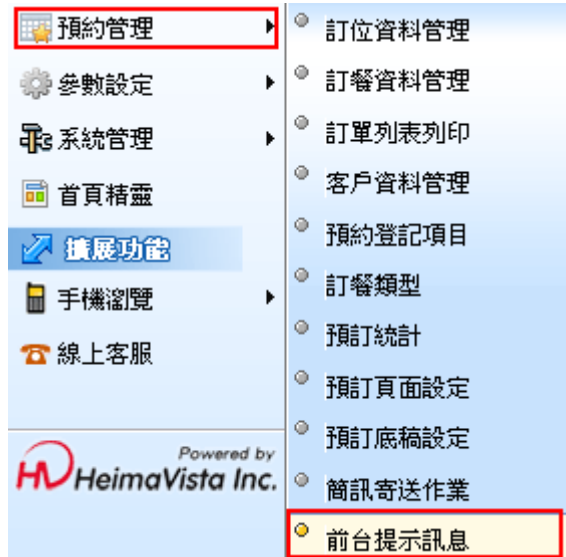 預約管理
參數設定
系統管理
首頁精靈
擴展功能
手機瀏覽
線上客服
Powered by
HV HeimaVista Inc.
訂位資料管理
訂餐資料管理
訂單列表列印
客戶資料管理
預約登記項目
訂餐類型
預訂統計
預訂頁面設定
預訂底稿設定
簡訊寄送作業
前台提示訊息